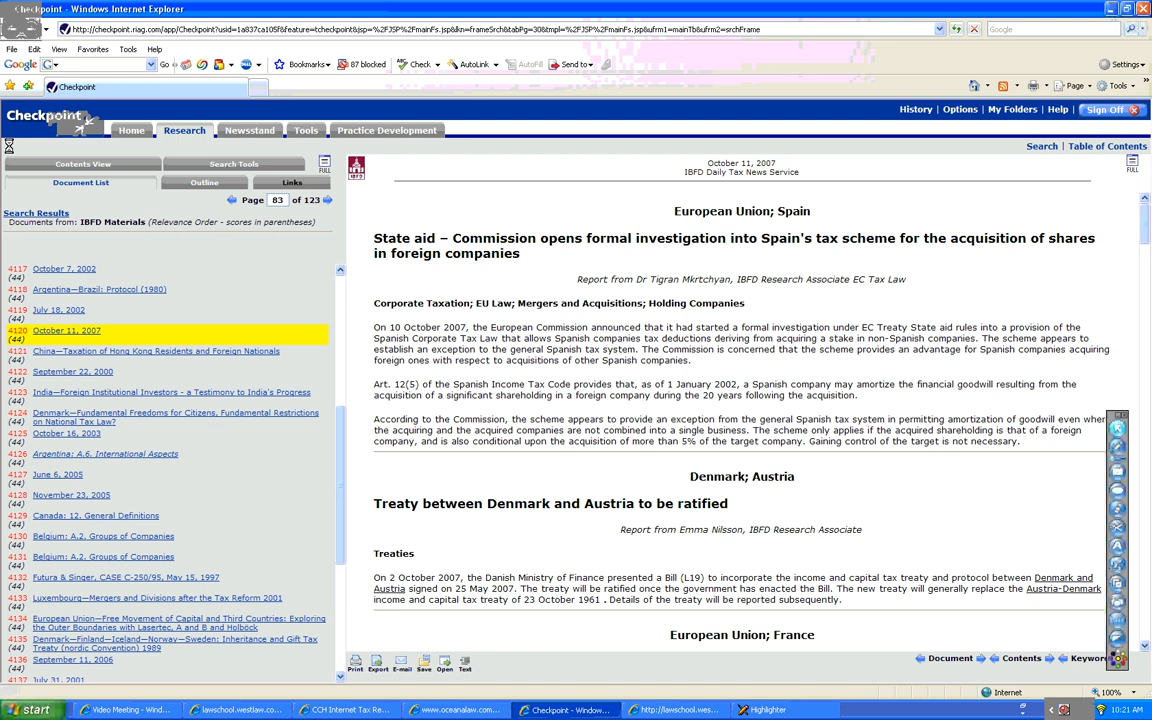 Checkpoint - Windows Internet Explorer
http://checkpoint.riag.com/app/Checkpoint?usid=1a837ca105f&feature=tcheckpoint&jsp=%2FJSP%2FmainFs.jsp&lkn=frameSrch&tabPg=30&tmpl=%2FJSP%2FmainFs.jsp&ufrm1=mainTb&ufrm2=srchFrame
Google
File Edit View Favorites Tools Help
Google G Go Bookmarks 87 blocked Check AutoLink AutoFill Send to Settings
Checkpoint Page Tools
Checkpoint History | Options | My Folders | Help | Sign Off
Home Research Newsstand Tools Practice Development
Search | Table of Contents
Contents View Search Tools FULL
Document List Outline Links
Page 83 of 123
Search Results
Documents from: IBFD Materials (Relevance Order - scores in parentheses)
4117 October 7, 2002
(44)
4118 Argentina—Brazil: Protocol (1980)
(44)
4119 July 18, 2002
(44)
4120 October 11, 2007
(44)
4121 China—Taxation of Hong Kong Residents and Foreign Nationals
(44)
4122 September 22, 2000
(44)
4123 India—Foreign Institutional Investors - a Testimony to India's Progress
(44)
4124 Denmark—Fundamental Freedoms for Citizens, Fundamental Restrictions
(44) on National Tax Law?
4125 October 16, 2003
(44)
4126 Argentina: A.6. International Aspects
(44)
4127 June 6, 2005
(44)
4128 November 23, 2005
(44)
4129 Canada: 12. General Definitions
(44)
4130 Belgium: A.2. Groups of Companies
(44)
4131 Belgium: A.2. Groups of Companies
(44)
4132 Futura & Singer, CASE C-250/95, May 15, 1997
(44)
4133 Luxembourg—Mergers and Divisions after the Tax Reform 2001
(44)
4134 European Union—Free Movement of Capital and Third Countries: Exploring
(44) the Outer Boundaries with Lasertec, A and B and Holböck
4135 Denmark—Finland—Iceland—Norway—Sweden: Inheritance and Gift Tax
(44) Treaty (nordic Convention) 1989
4136 September 11, 2006
(44)
4137 July 31, 2001
IBFD
October 11, 2007
IBFD Daily Tax News Service
FULL
European Union; Spain
State aid – Commission opens formal investigation into Spain's tax scheme for the acquisition of shares
in foreign companies
Report from Dr Tigran Mkrtchyan, IBFD Research Associate EC Tax Law
Corporate Taxation; EU Law; Mergers and Acquisitions; Holding Companies
On 10 October 2007, the European Commission announced that it had started a formal investigation under EC Treaty State aid rules into a provision of the
Spanish Corporate Tax Law that allows Spanish companies tax deductions deriving from acquiring a stake in non-Spanish companies. The scheme appears to
establish an exception to the general Spanish tax system. The Commission is concerned that the scheme provides an advantage for Spanish companies acquiring
foreign ones with respect to acquisitions of other Spanish companies.
Art. 12(5) of the Spanish Income Tax Code provides that, as of 1 January 2002, a Spanish company may amortize the financial goodwill resulting from the
acquisition of a significant shareholding in a foreign company during the 20 years following the acquisition.
According to the Commission, the scheme appears to provide an exception from the general Spanish tax system in permitting amortization of goodwill even when
the acquiring and the acquired companies are not combined into a single business. The scheme only applies if the acquired shareholding is that of a foreign
company, and is also conditional upon the acquisition of more than 5% of the target company. Gaining control of the target is not necessary.
Denmark; Austria
Treaty between Denmark and Austria to be ratified
Report from Emma Nilsson, IBFD Research Associate
Treaties
On 2 October 2007, the Danish Ministry of Finance presented a Bill (L19) to incorporate the income and capital tax treaty and protocol between Denmark and
Austria signed on 25 May 2007. The treaty will be ratified once the government has enacted the Bill. The new treaty will generally replace the Austria-Denmark
income and capital tax treaty of 23 October 1961 . Details of the treaty will be reported subsequently.
European Union; France
Print Export E-mail Save Open Text
Document Contents
Internet 100%
start Video Meeting - Wind... lawschool.westlaw.co... CCH Internet Tax Re... www.oceanalaw.com... Checkpoint - Window... http://lawschool.wes... Highlighter 10:21 AM